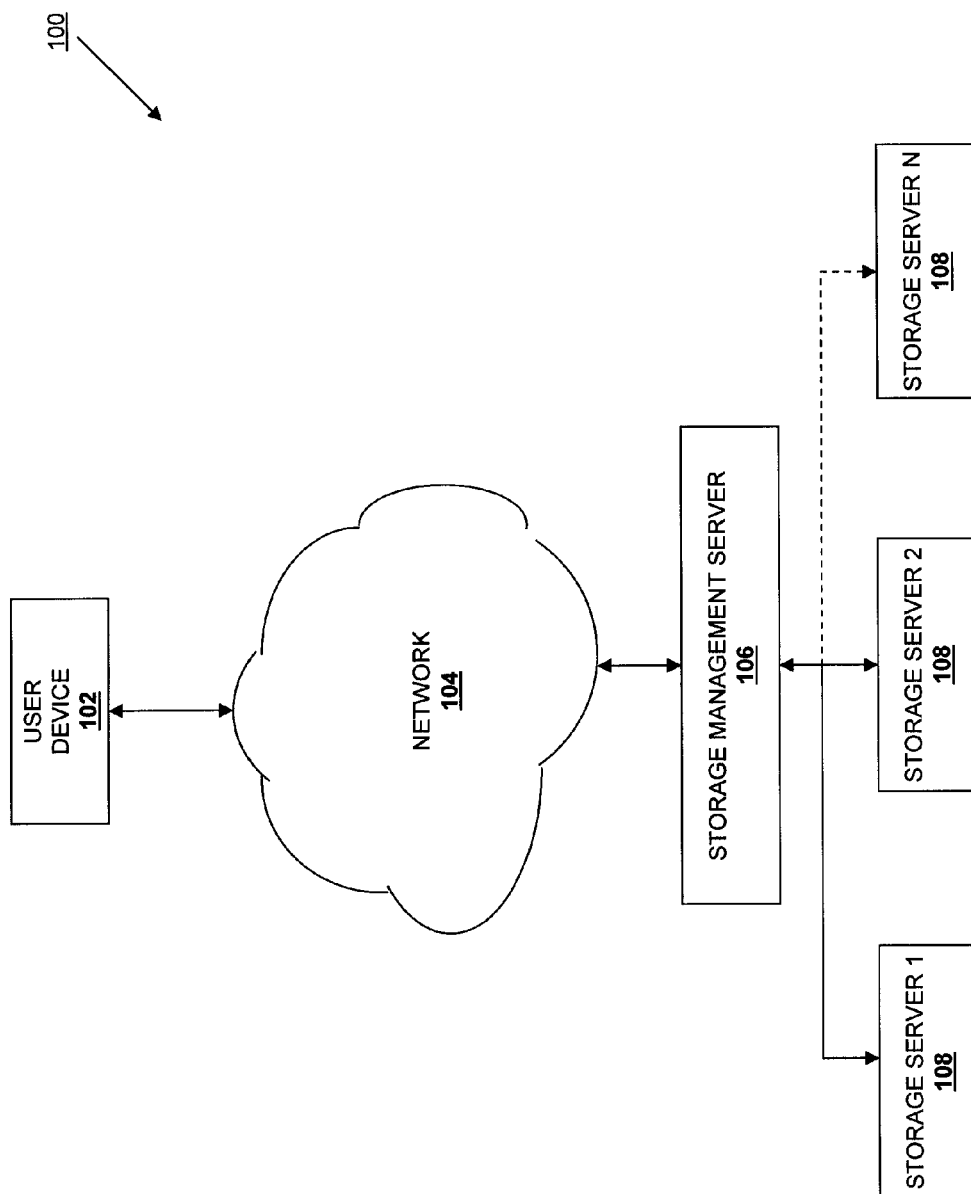 100
USER
DEVICE
102
NETWORK
104
STORAGE MANAGEMENT SERVER
106
STORAGE SERVER 1
108
STORAGE SERVER 2
108
STORAGE SERVER N
108